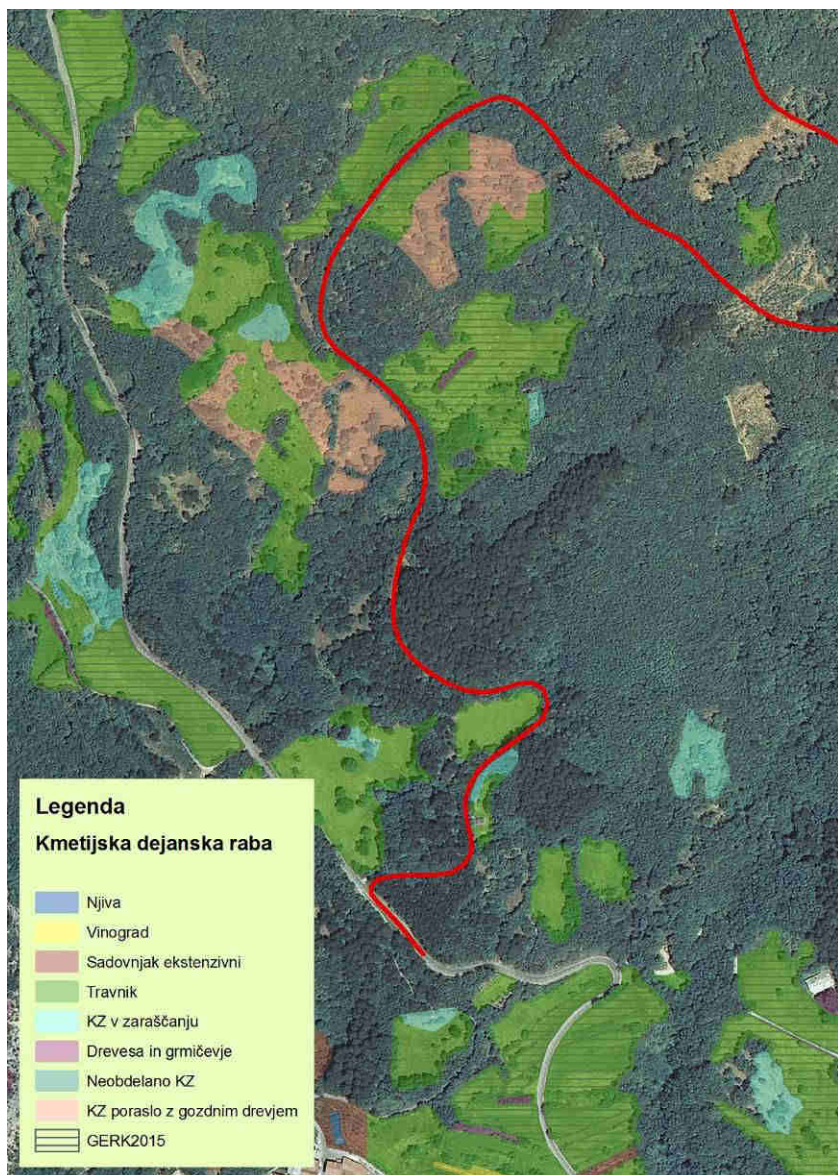 Legenda
Kmetijska dejanska raba
Njiva
Vinograd
Sadovnjak ekstenzivni
Travnik
KZ v zaraščanju
Drevesa in grmičevje
Neobdelano KZ
KZ poraslo z gozdnim drevjem
GERK2015